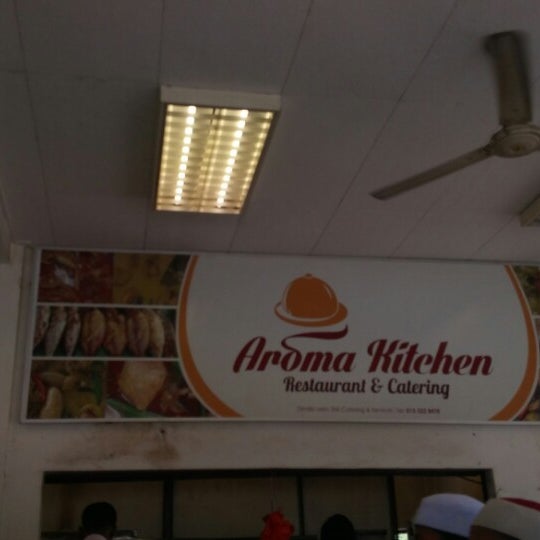 Aroma Kitchen
Restaurant & Catering